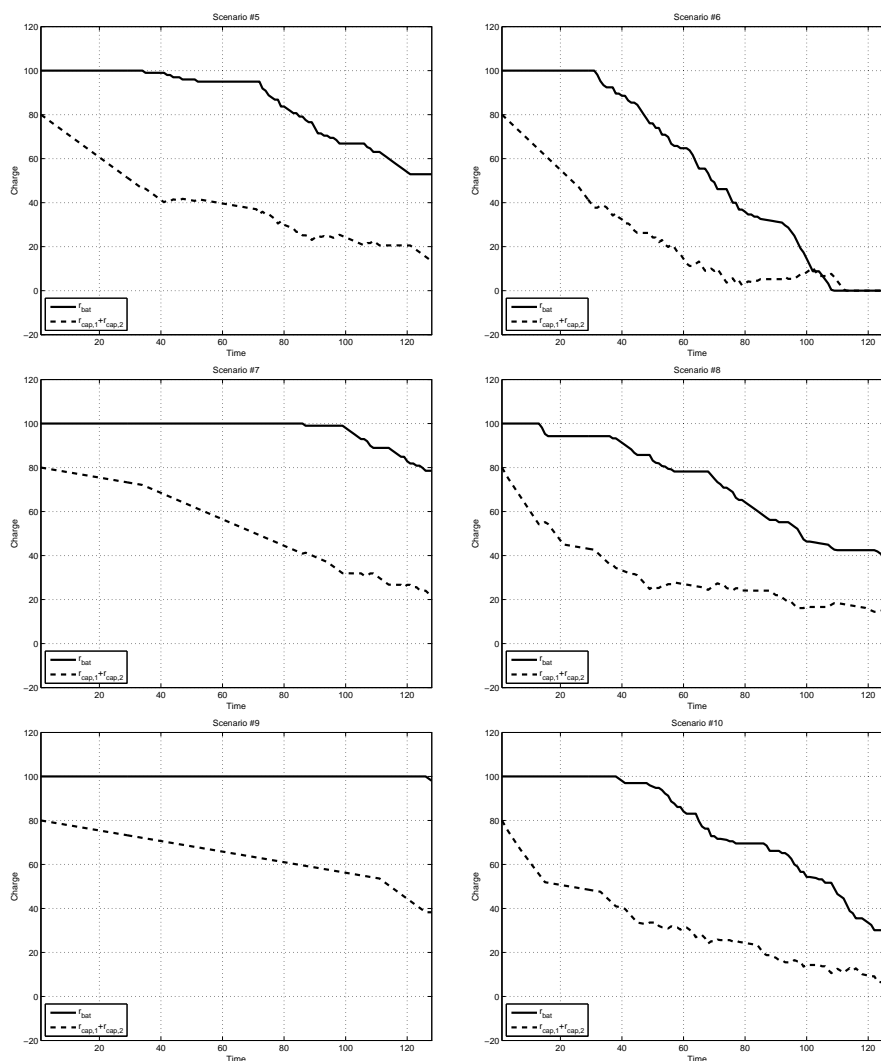 Scenario #5
120
100
80
60
40
20
0
−20
Charge
20 40 60 80 100 120
Time
r_bat
r_cap,1+r_cap,2
Scenario #6
120
100
80
60
40
20
0
−20
Charge
20 40 60 80 100 120
Time
r_bat
r_cap,1+r_cap,2
Scenario #7
120
100
80
60
40
20
0
−20
Charge
20 40 60 80 100 120
Time
r_bat
r_cap,1+r_cap,2
Scenario #8
120
100
80
60
40
20
0
−20
Charge
20 40 60 80 100 120
Time
r_bat
r_cap,1+r_cap,2
Scenario #9
120
100
80
60
40
20
0
−20
Charge
20 40 60 80 100 120
Time
r_bat
r_cap,1+r_cap,2
Scenario #10
120
100
80
60
40
20
0
−20
Charge
20 40 60 80 100 120
Time
r_bat
r_cap,1+r_cap,2